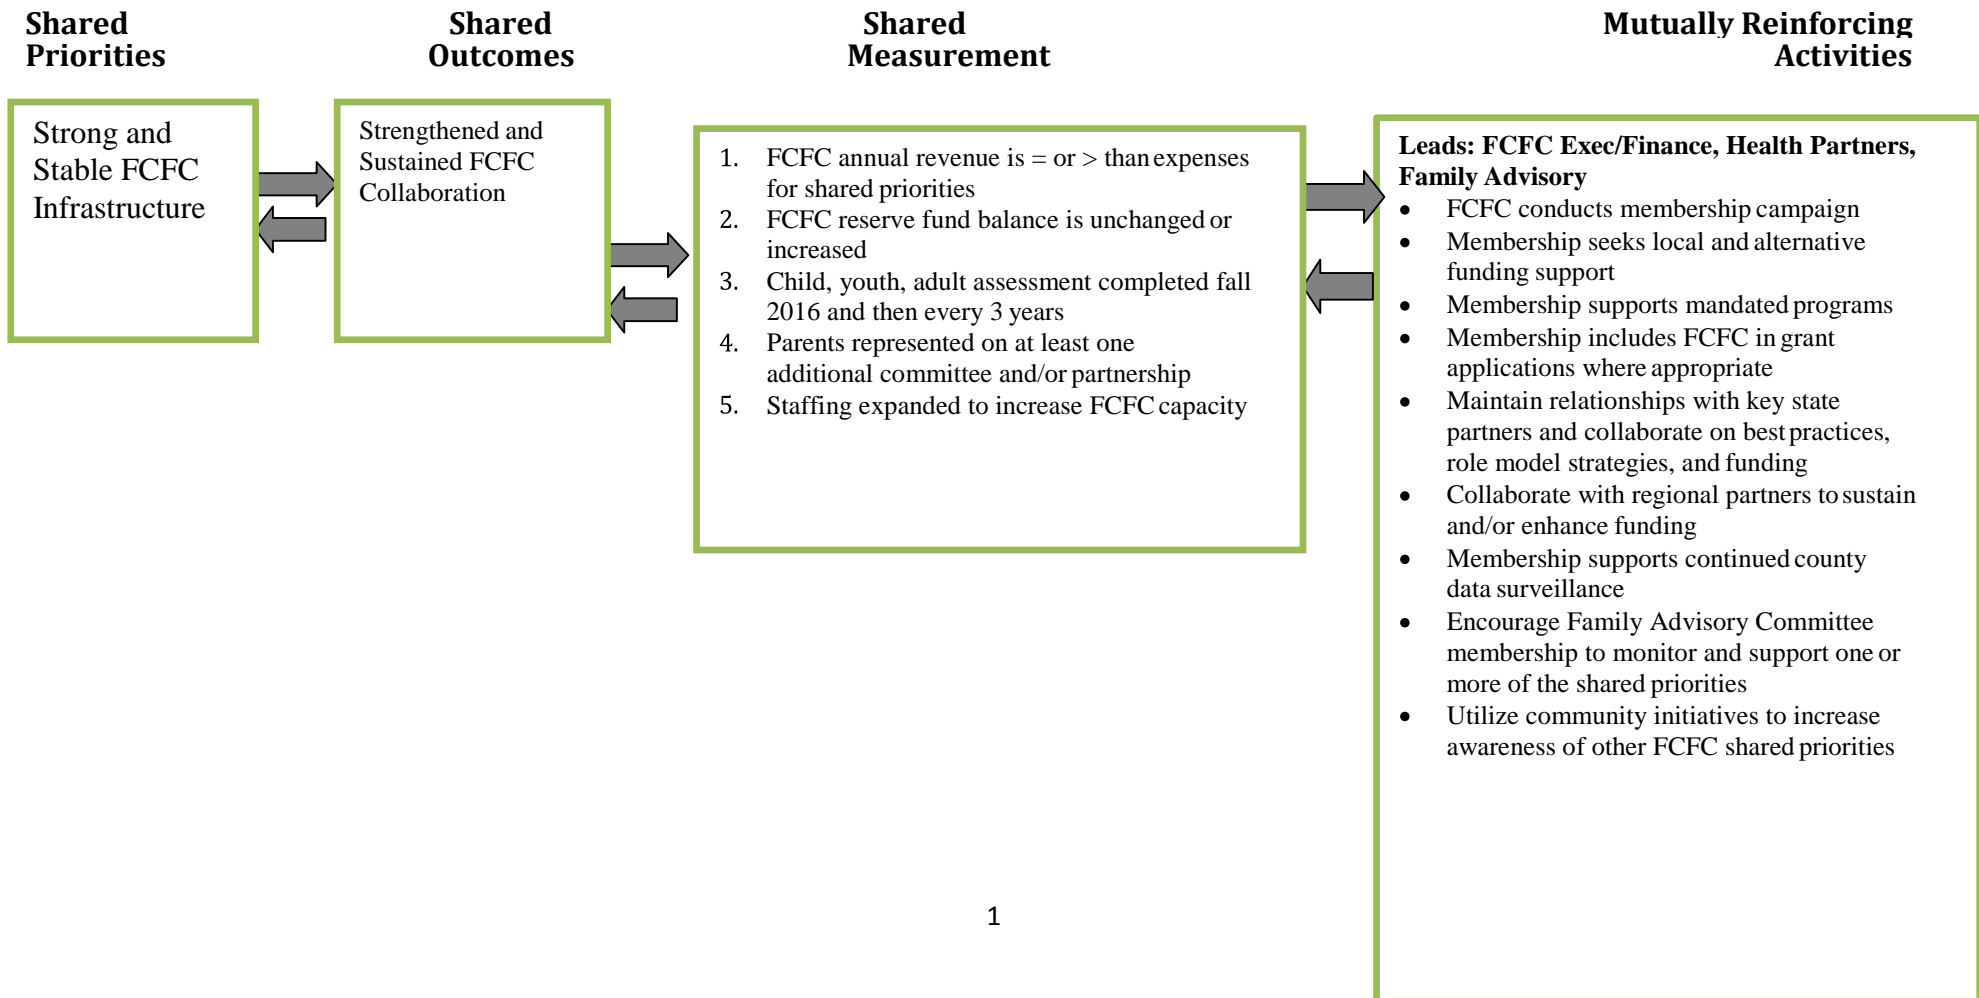 Shared
Priorities
Shared
Outcomes
Shared
Measurement
Mutually Reinforcing
Activities
Strong and
Stable FCFC
Infrastructure
Strengthened and
Sustained FCFC
Collaboration
1. FCFC annual revenue is = or > than expenses
for shared priorities
2. FCFC reserve fund balance is unchanged or
increased
3. Child, youth, adult assessment completed fall
2016 and then every 3 years
4. Parents represented on at least one
additional committee and/or partnership
5. Staffing expanded to increase FCFC capacity
Leads: FCFC Exec/Finance, Health Partners,
Family Advisory
• FCFC conducts membership campaign
• Membership seeks local and alternative
funding support
• Membership supports mandated programs
• Membership includes FCFC in grant
applications where appropriate
• Maintain relationships with key state
partners and collaborate on best practices,
role model strategies, and funding
• Collaborate with regional partners to sustain
and/or enhance funding
• Membership supports continued county
data surveillance
• Encourage Family Advisory Committee
membership to monitor and support one or
more of the shared priorities
• Utilize community initiatives to increase
awareness of other FCFC shared priorities
1